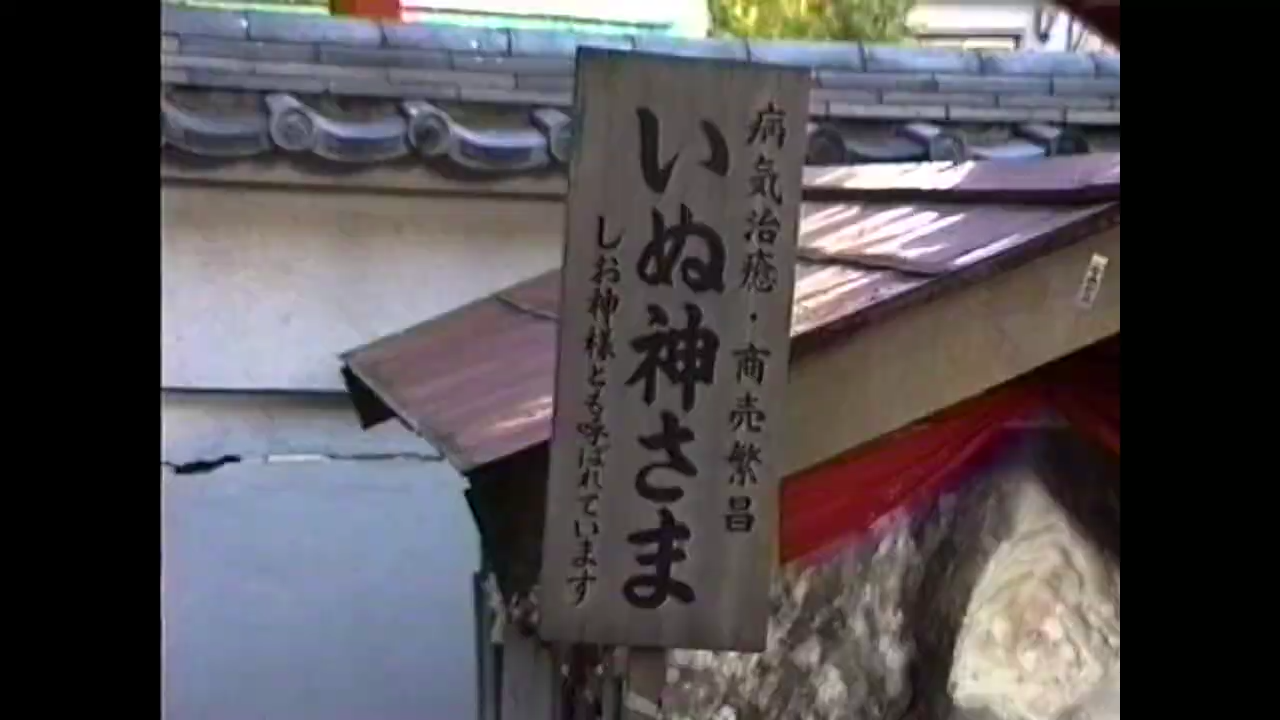 病気治癒・商売繁昌
いぬ神さま
しお神様とも呼ばれています